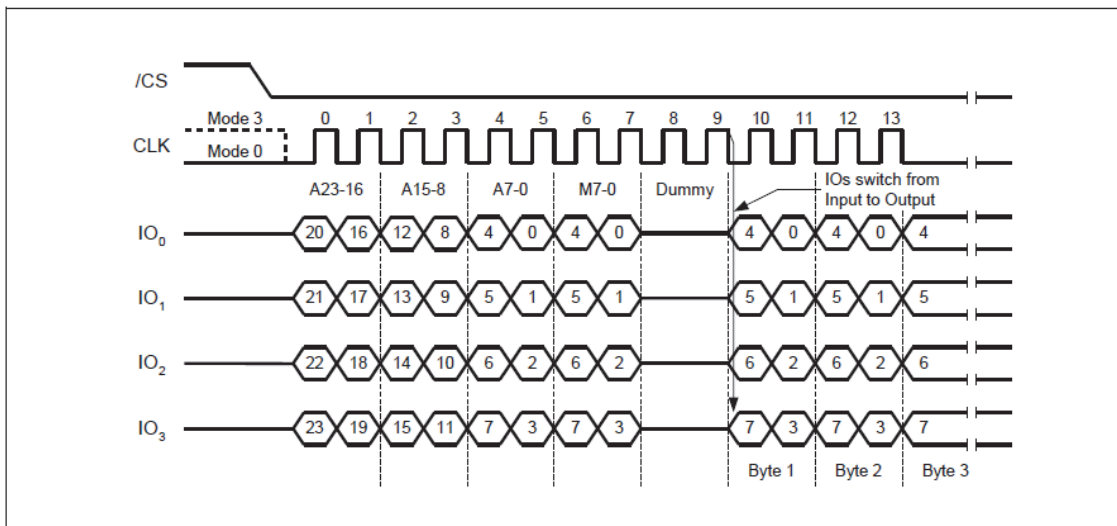 /CS
Mode 3
0 1 2 3 4 5 6 7 8 9 10 11 12 13
CLK
Mode 0
IOs switch from
Input to Output
A23-16 A15-8 A7-0 M7-0 Dummy
IO0 20 16 12 8 4 0 4 0 4 0 4 0 4
IO1 21 17 13 9 5 1 5 1 5 1 5 1 5
IO2 22 18 14 10 6 2 6 2 6 2 6 2 6
IO3 23 19 15 11 7 3 7 3 7 3 7 3 7
Byte 1 Byte 2 Byte 3